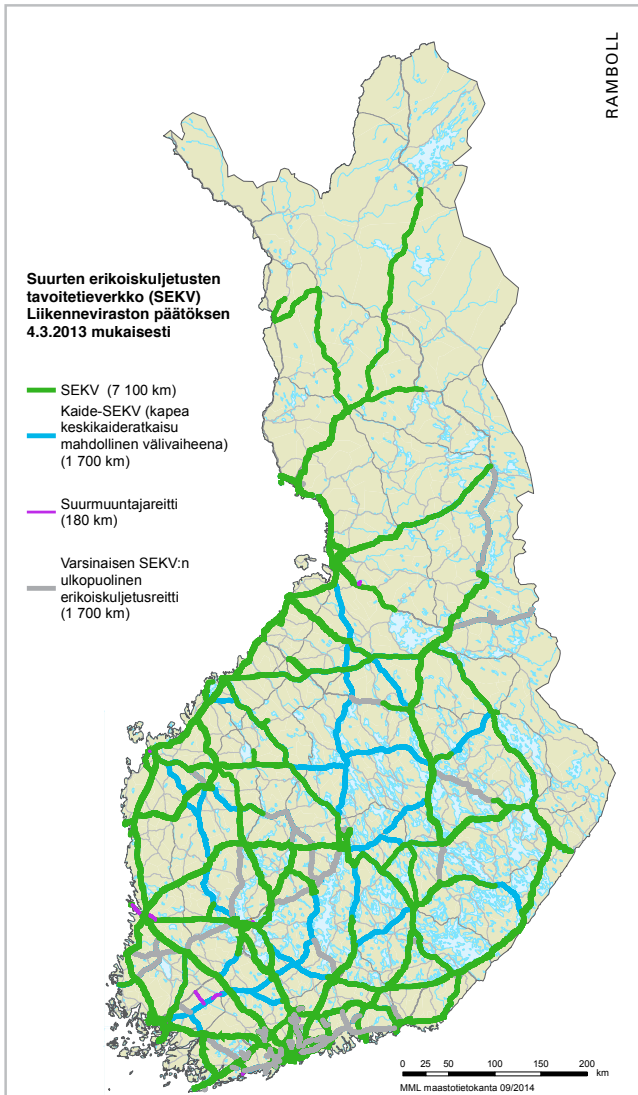 RAMBOLL
Suurten erikoiskuljetusten
tavoitetieverkko (SEKV)
Liikenneviraston päätöksen
4.3.2013 mukaisesti
SEKV (7 100 km)
Kaide-SEKV (kapea
keskikaideratkaisu
mahdollinen välivaiheena)
(1 700 km)
Suurmuuntajareitti
(180 km)
Varsinaisen SEKV:n
ulkopuolinen
erikoiskuljetusreitti
(1 700 km)
0 25 50 100 150 200
km
MML maastotietokanta 09/2014